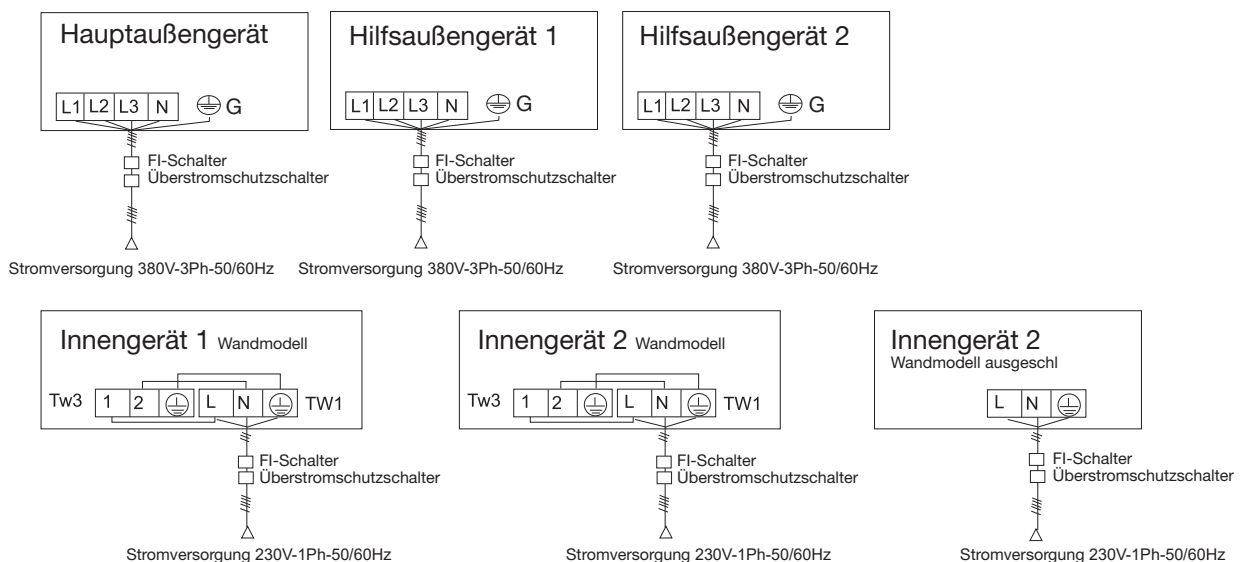 Hauptaußengerät
L1 L2 L3 N G
FI-Schalter
Überstromschutzschalter
Stromversorgung 380V-3Ph-50/60Hz
Hilfsaußengerät 1
L1 L2 L3 N G
FI-Schalter
Überstromschutzschalter
Stromversorgung 380V-3Ph-50/60Hz
Hilfsaußengerät 2
L1 L2 L3 N G
FI-Schalter
Überstromschutzschalter
Stromversorgung 380V-3Ph-50/60Hz
Innengerät 1 Wandmodell
Tw3 1 2 L N TW1
FI-Schalter
Überstromschutzschalter
Stromversorgung 230V-1Ph-50/60Hz
Innengerät 2 Wandmodell
Tw3 1 2 L N TW1
FI-Schalter
Überstromschutzschalter
Stromversorgung 230V-1Ph-50/60Hz
Innengerät 2
Wandmodell ausgeschl
L N
FI-Schalter
Überstromschutzschalter
Stromversorgung 230V-1Ph-50/60Hz